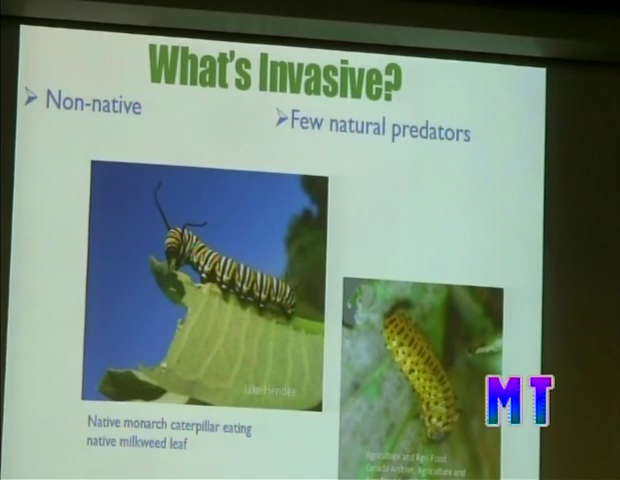 What's Invasive?
➢ Non-native
➢Few natural predators
Jake Hendee
Native monarch caterpillar eating
native milkweed leaf
Agriculture and Agri-Food
Canada Archive, Agriculture and
MT